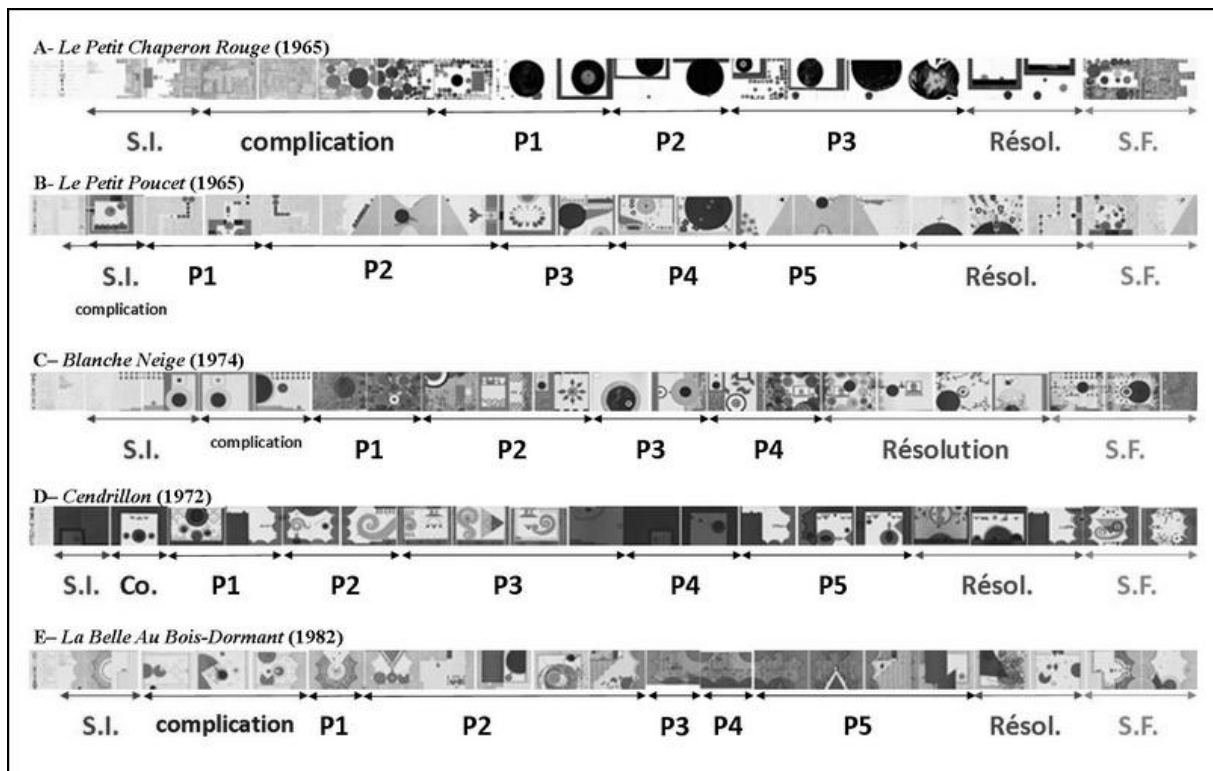 A- Le Petit Chaperon Rouge (1965)
S.I. complication P1 P2 P3 Résol. S.F.
B- Le Petit Poucet (1965)
S.I. P1 P2 P3 P4 P5 Résol. S.F.
complication
C– Blanche Neige (1974)
S.I. complication P1 P2 P3 P4 Résolution S.F.
D– Cendrillon (1972)
S.I. Co. P1 P2 P3 P4 P5 Résol. S.F.
E– La Belle Au Bois-Dormant (1982)
S.I. complication P1 P2 P3 P4 P5 Résol. S.F.